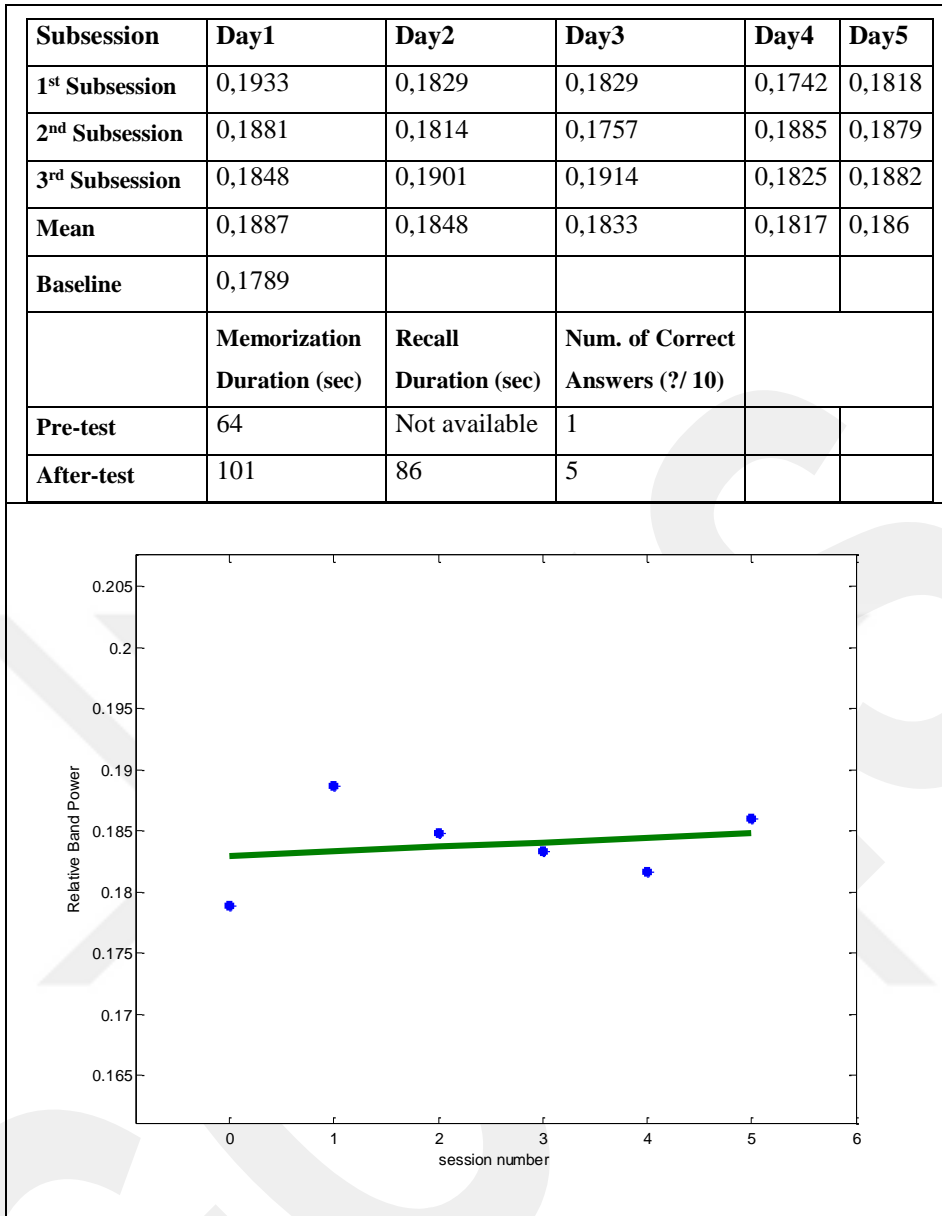 Subsession Day1 Day2 Day3 Day4 Day5
1st Subsession 0,1933 0,1829 0,1829 0,1742 0,1818
2nd Subsession 0,1881 0,1814 0,1757 0,1885 0,1879
3rd Subsession 0,1848 0,1901 0,1914 0,1825 0,1882
Mean 0,1887 0,1848 0,1833 0,1817 0,186
Baseline 0,1789
Memorization Recall Num. of Correct
Duration (sec) Duration (sec) Answers (?/ 10)
Pre-test 64 Not available 1
After-test 101 86 5
0.205
0.2
0.195
0.19
0.185
0.18
0.175
0.17
0.165
Relative Band Power
0 1 2 3 4 5 6
session number